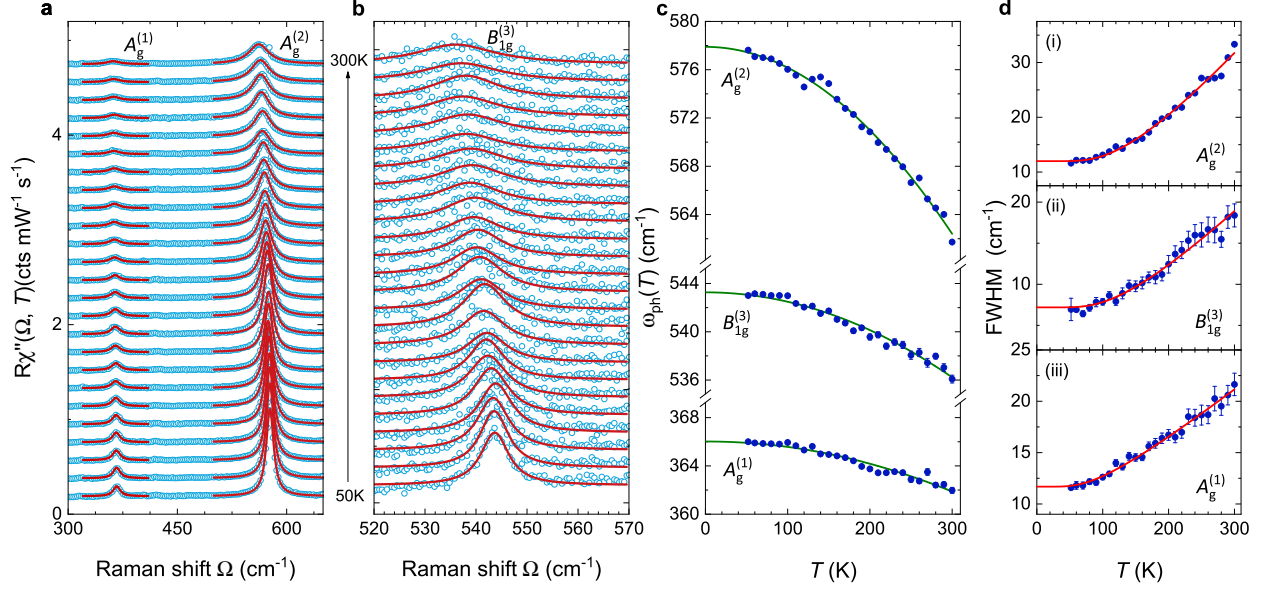 a
b
c
d
Rχ''(Ω, T)(cts mW⁻¹ s⁻¹)
4
2
0
A_g^(1)
A_g^(2)
300
450
600
Raman shift Ω (cm⁻¹)
B_1g^(3)
300K
50K
520
530
540
550
560
570
Raman shift Ω (cm⁻¹)
ω_ph(T) (cm⁻¹)
580
576
572
568
564
544
540
536
368
364
360
A_g^(2)
B_1g^(3)
A_g^(1)
0
100
200
300
T (K)
FWHM (cm⁻¹)
(i)
30
20
10
A_g^(2)
(ii)
20
10
B_1g^(3)
(iii)
25
20
15
10
A_g^(1)
0
100
200
300
T (K)